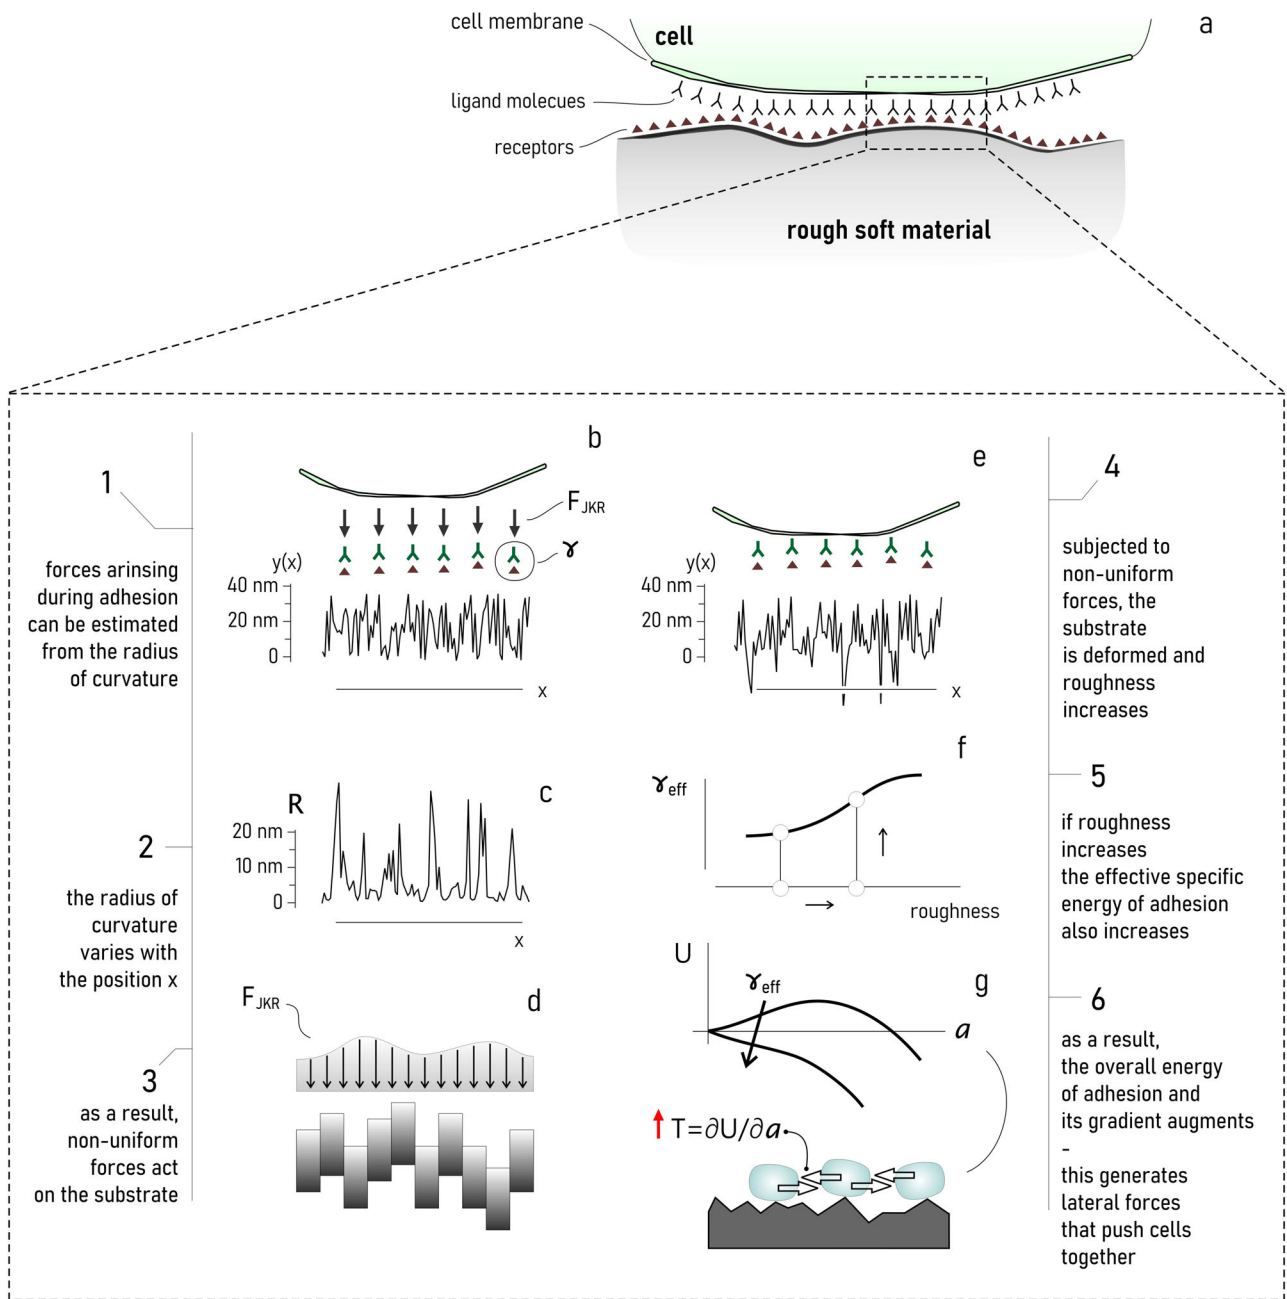 a
cell membrane
cell
ligand molecues
receptors
rough soft material
1
forces arinsing
during adhesion
can be estimated
from the radius
of curvature
2
the radius of
curvature
varies with
the position x
3
as a result,
non-uniform
forces act
on the substrate
b
F_JKR
γ
y(x)
40 nm
20 nm
0
x
c
R
20 nm
10 nm
0
x
d
F_JKR
e
y(x)
40 nm
20 nm
0
x
f
γ_eff
roughness
g
U
γ_eff
a
T=∂U/∂a
4
subjected to
non-uniform
forces, the
substrate
is deformed and
roughness
increases
5
if roughness
increases
the effective specific
energy of adhesion
also increases
6
as a result,
the overall energy
of adhesion and
its gradient augments
-
this generates
lateral forces
that push cells
together